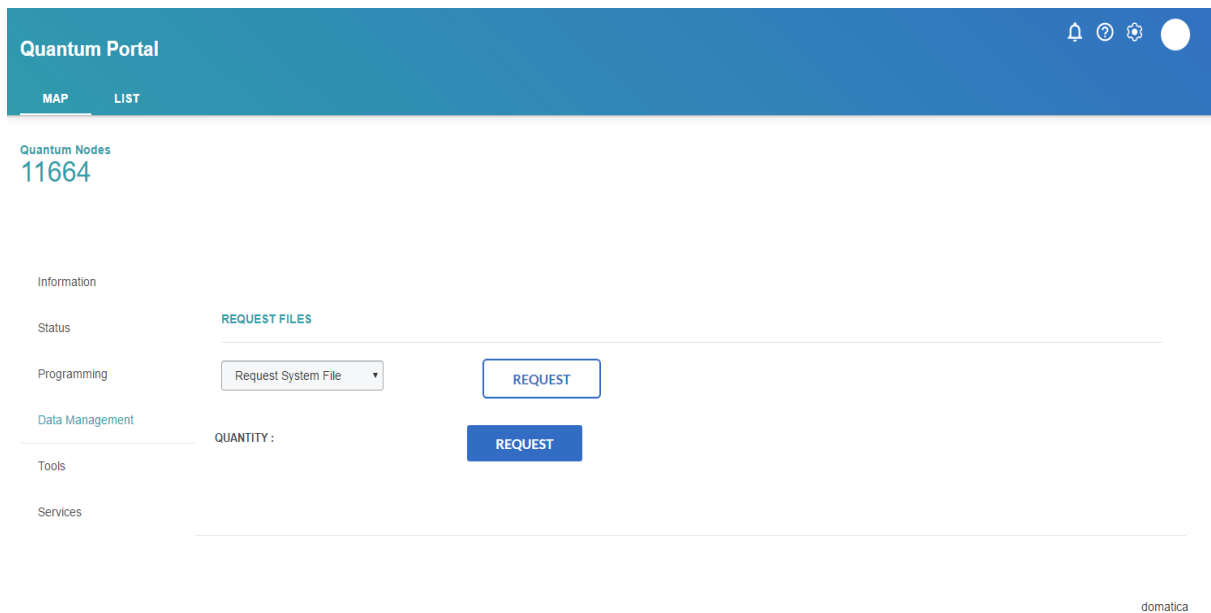 Quantum Portal
MAP LIST
Quantum Nodes
11664
Information
Status
Programming
Data Management
Tools
Services
REQUEST FILES
Request System File REQUEST
QUANTITY : REQUEST
domatica